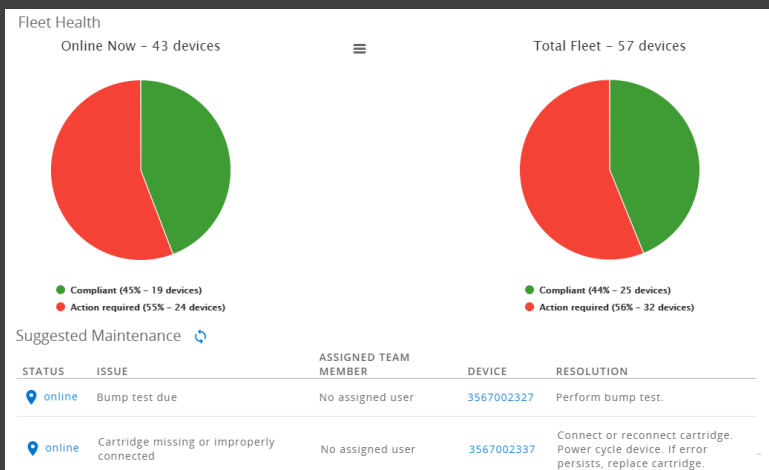 Fleet Health
Online Now – 43 devices
Total Fleet – 57 devices
Compliant (45% – 19 devices)
Action required (55% – 24 devices)
Compliant (44% – 25 devices)
Action required (56% – 32 devices)
Suggested Maintenance
STATUS ISSUE ASSIGNED TEAM MEMBER DEVICE RESOLUTION
online Bump test due No assigned user 3567002327 Perform bump test.
online Cartridge missing or improperly connected No assigned user 3567002337 Connect or reconnect cartridge.
Power cycle device. If error
persists, replace cartridge.